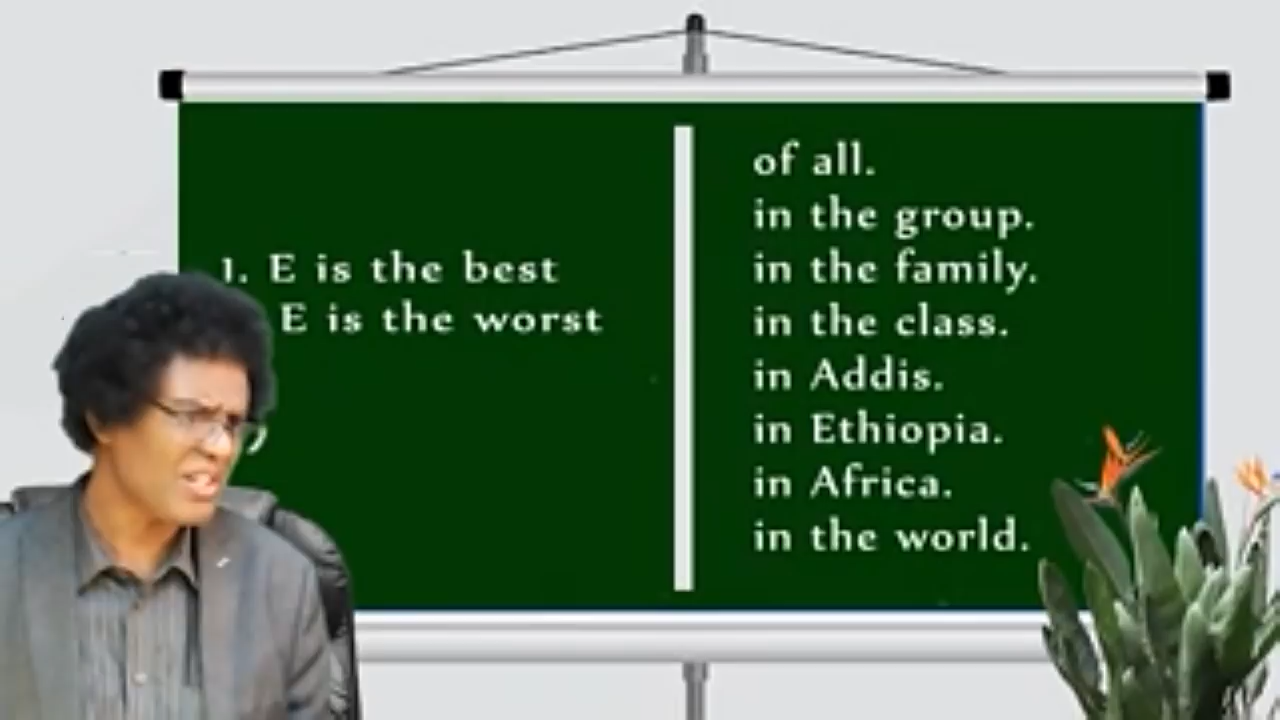 1. E is the best
E is the worst
of all.
in the group.
in the family.
in the class.
in Addis.
in Ethiopia.
in Africa.
in the world.